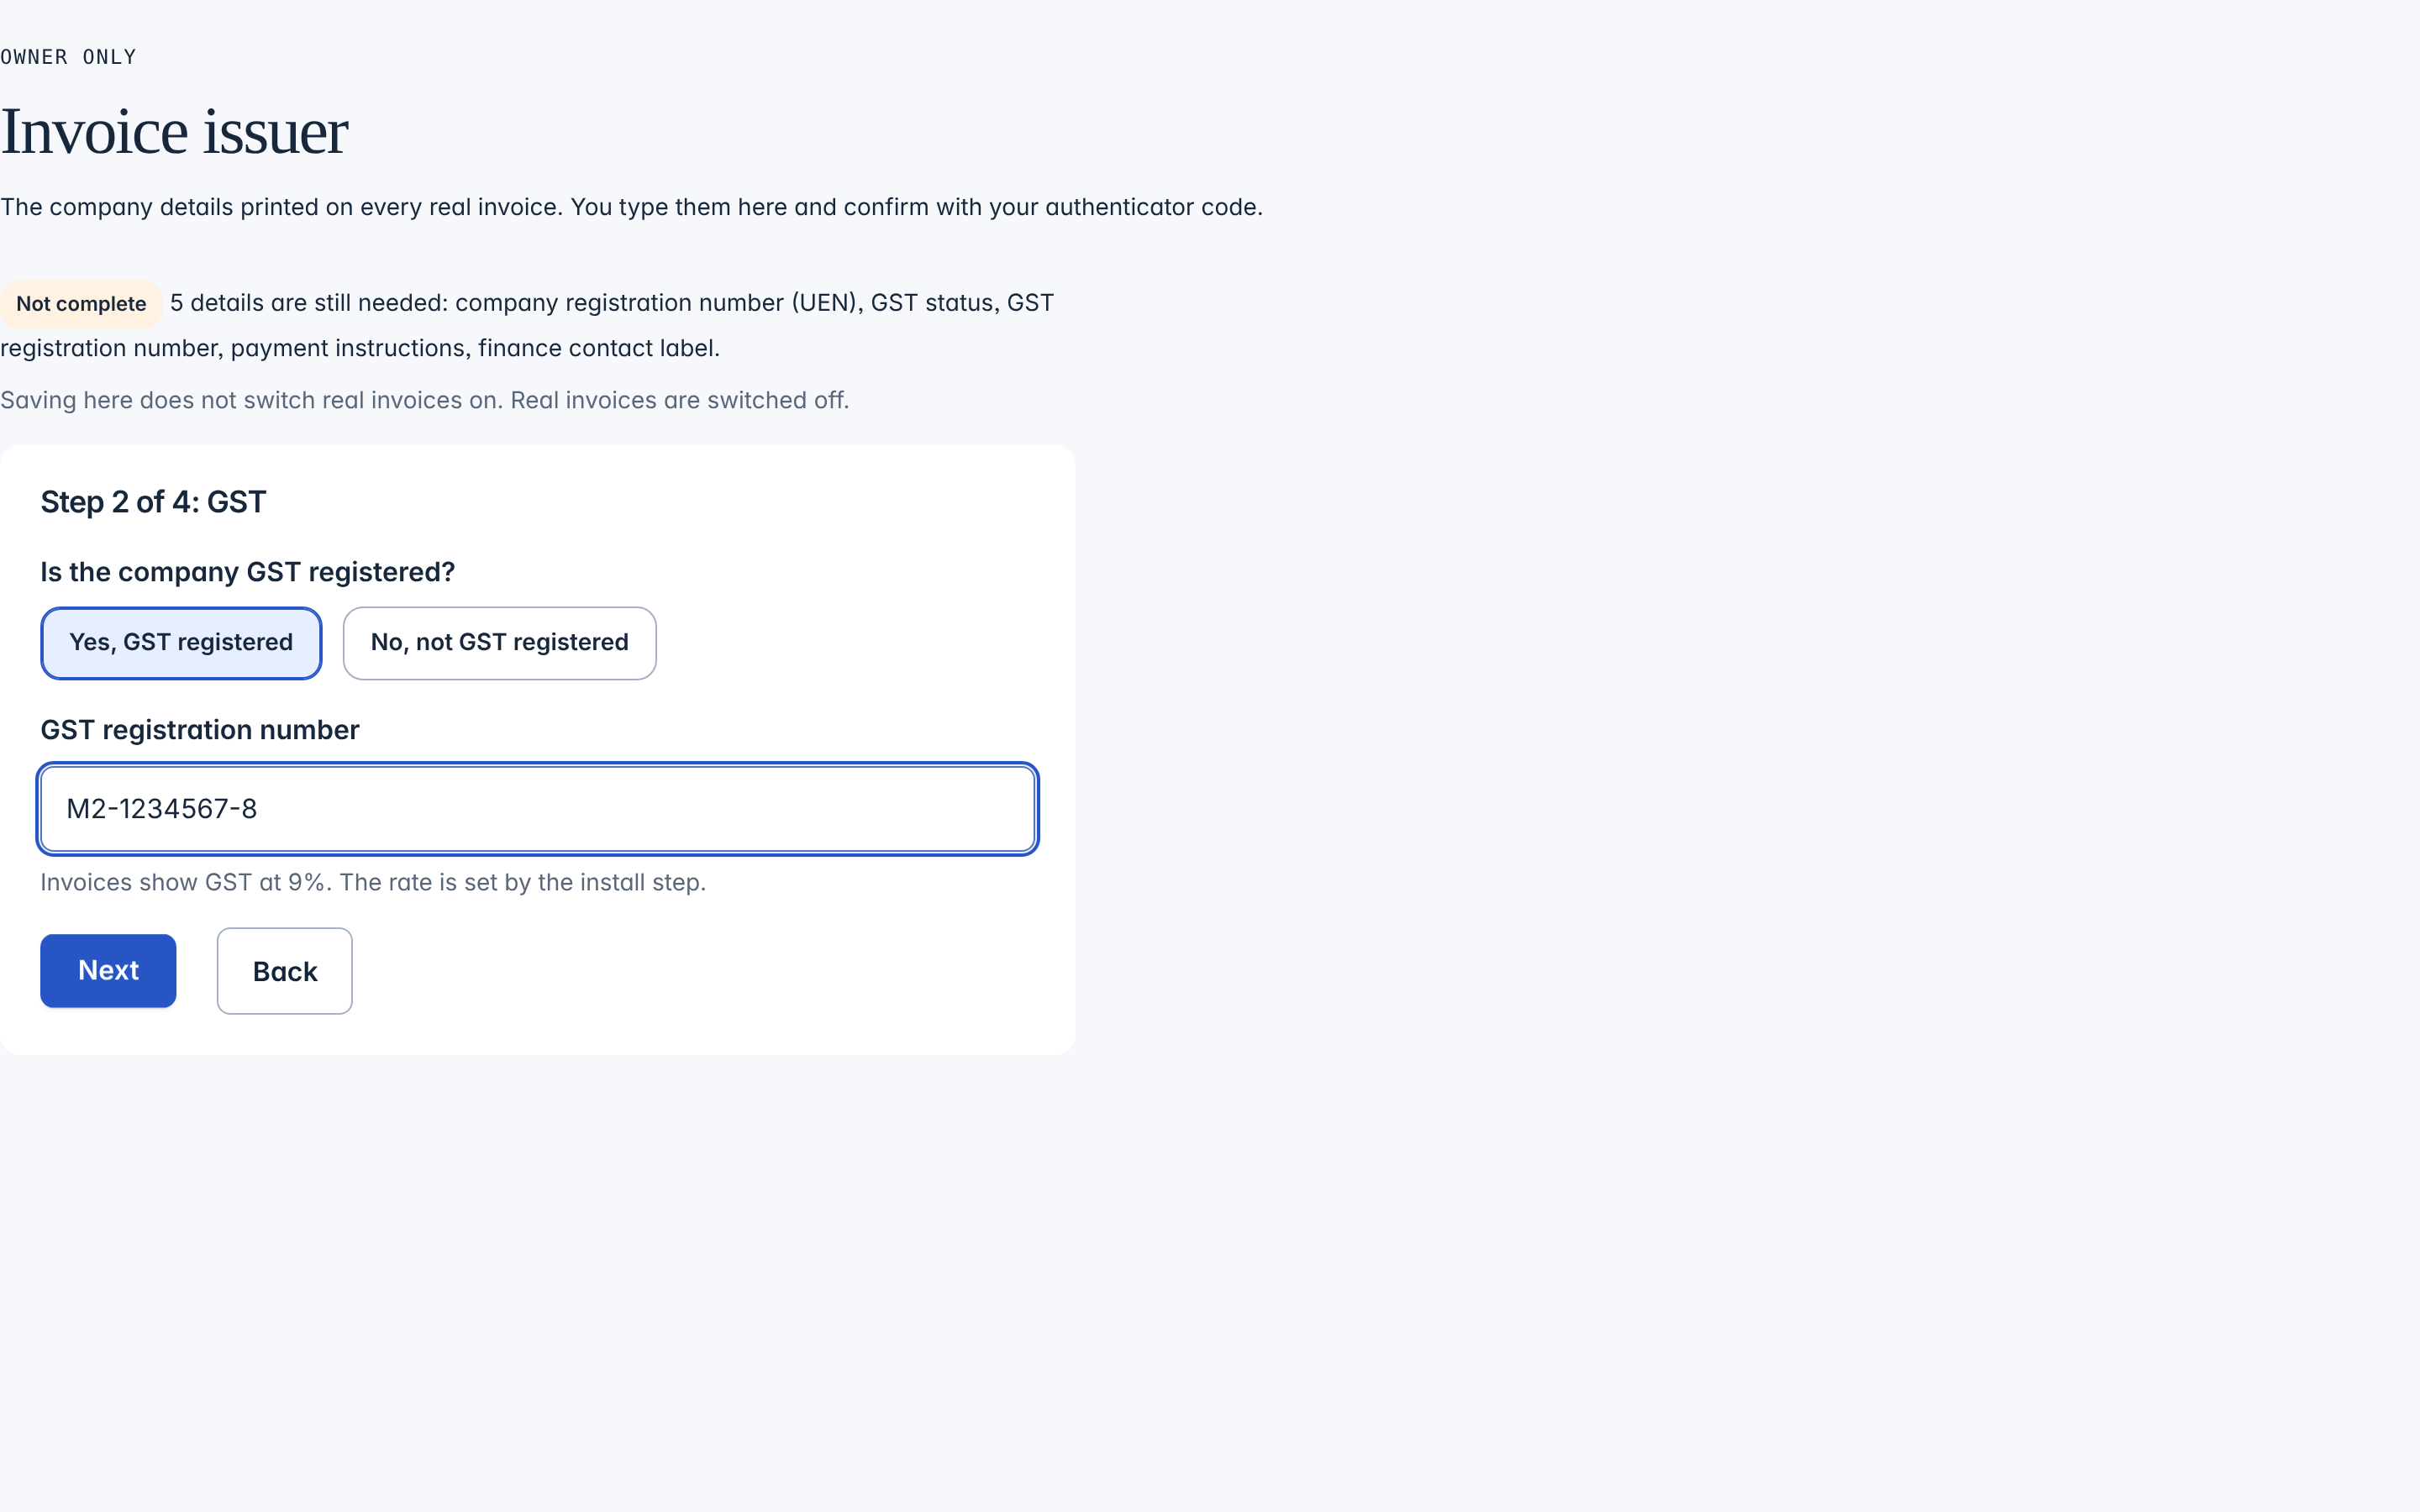 OWNER ONLY
Invoice issuer
The company details printed on every real invoice. You type them here and confirm with your authenticator code.
Not complete 5 details are still needed: company registration number (UEN), GST status, GST
registration number, payment instructions, finance contact label.
Saving here does not switch real invoices on. Real invoices are switched off.
Step 2 of 4: GST
Is the company GST registered?
Yes, GST registered No, not GST registered
GST registration number
M2-1234567-8
Invoices show GST at 9%. The rate is set by the install step.
Next Back